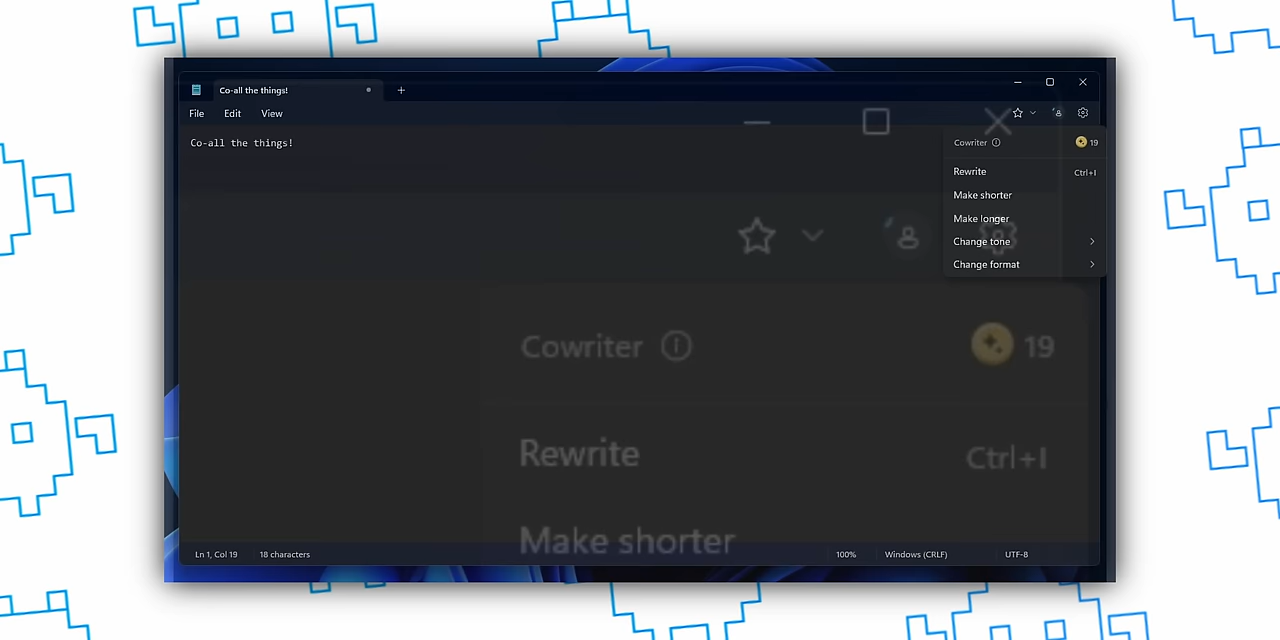 Co-all the things!
File Edit View
Co-all the things!
Cowriter 19
Rewrite Ctrl+I
Make shorter
Make longer
Change tone
Change format
Cowriter 19
Rewrite Ctrl+I
Make shorter
Ln 1, Col 19 18 characters 100% Windows (CRLF) UTF-8